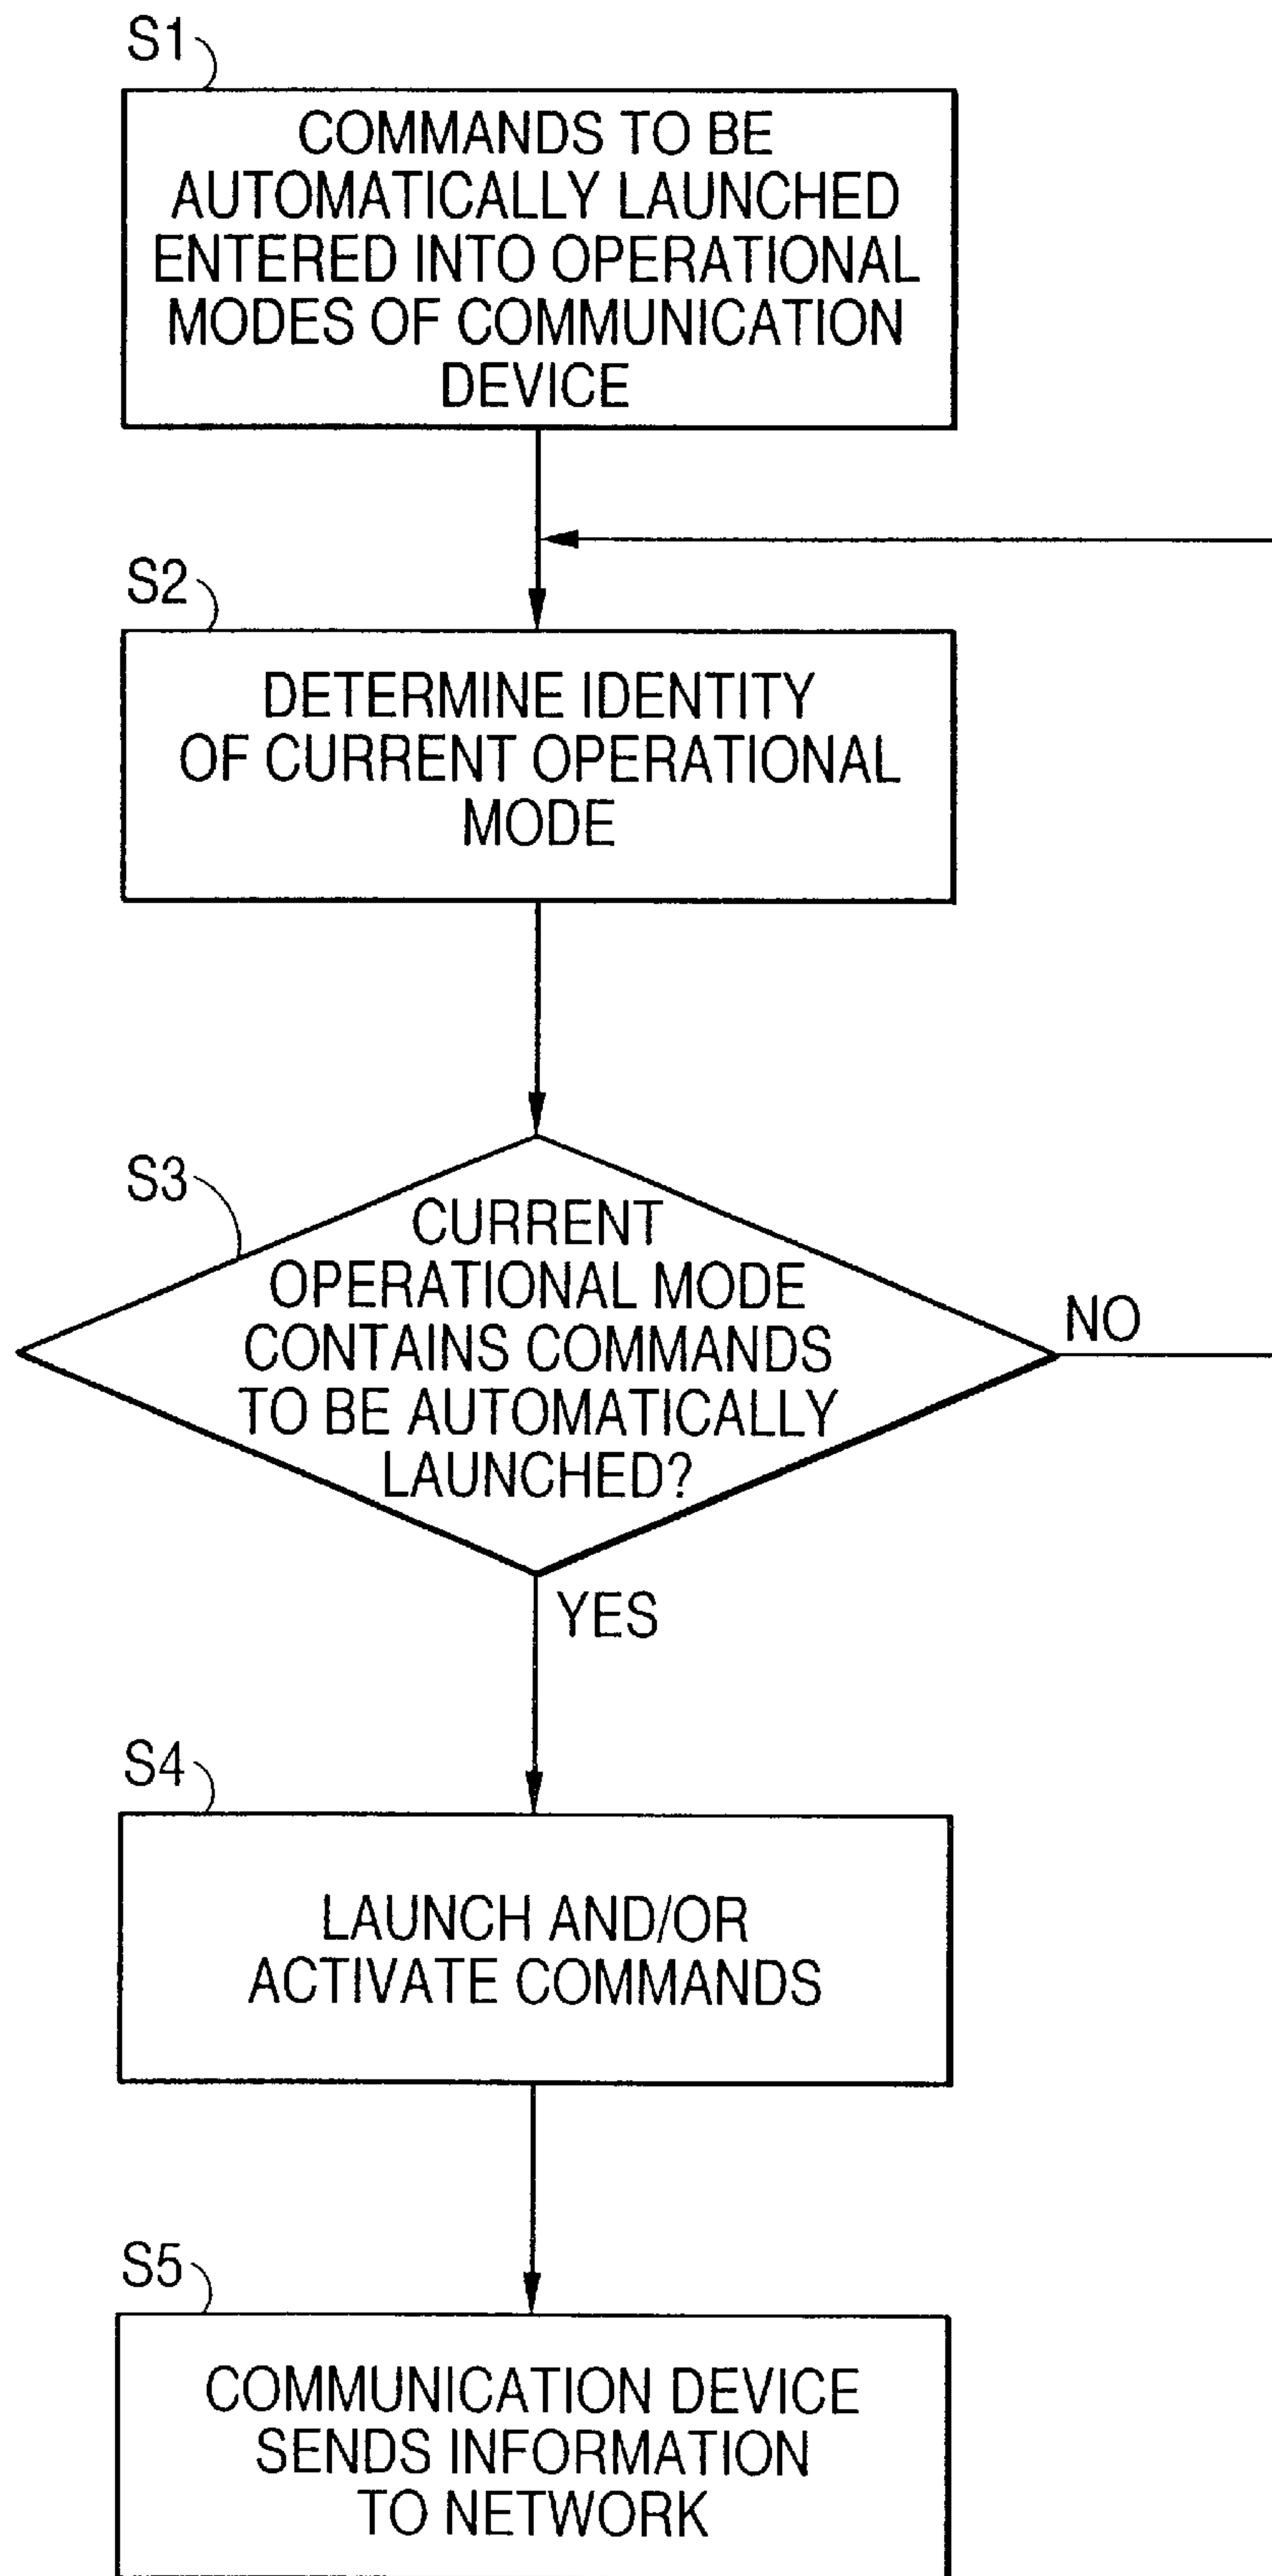 S1
COMMANDS TO BE
AUTOMATICALLY LAUNCHED
ENTERED INTO OPERATIONAL
MODES OF COMMUNICATION
DEVICE
S2
DETERMINE IDENTITY
OF CURRENT OPERATIONAL
MODE
S3
CURRENT
OPERATIONAL MODE
CONTAINS COMMANDS
TO BE AUTOMATICALLY
LAUNCHED?
NO
YES
S4
LAUNCH AND/OR
ACTIVATE COMMANDS
S5
COMMUNICATION DEVICE
SENDS INFORMATION
TO NETWORK